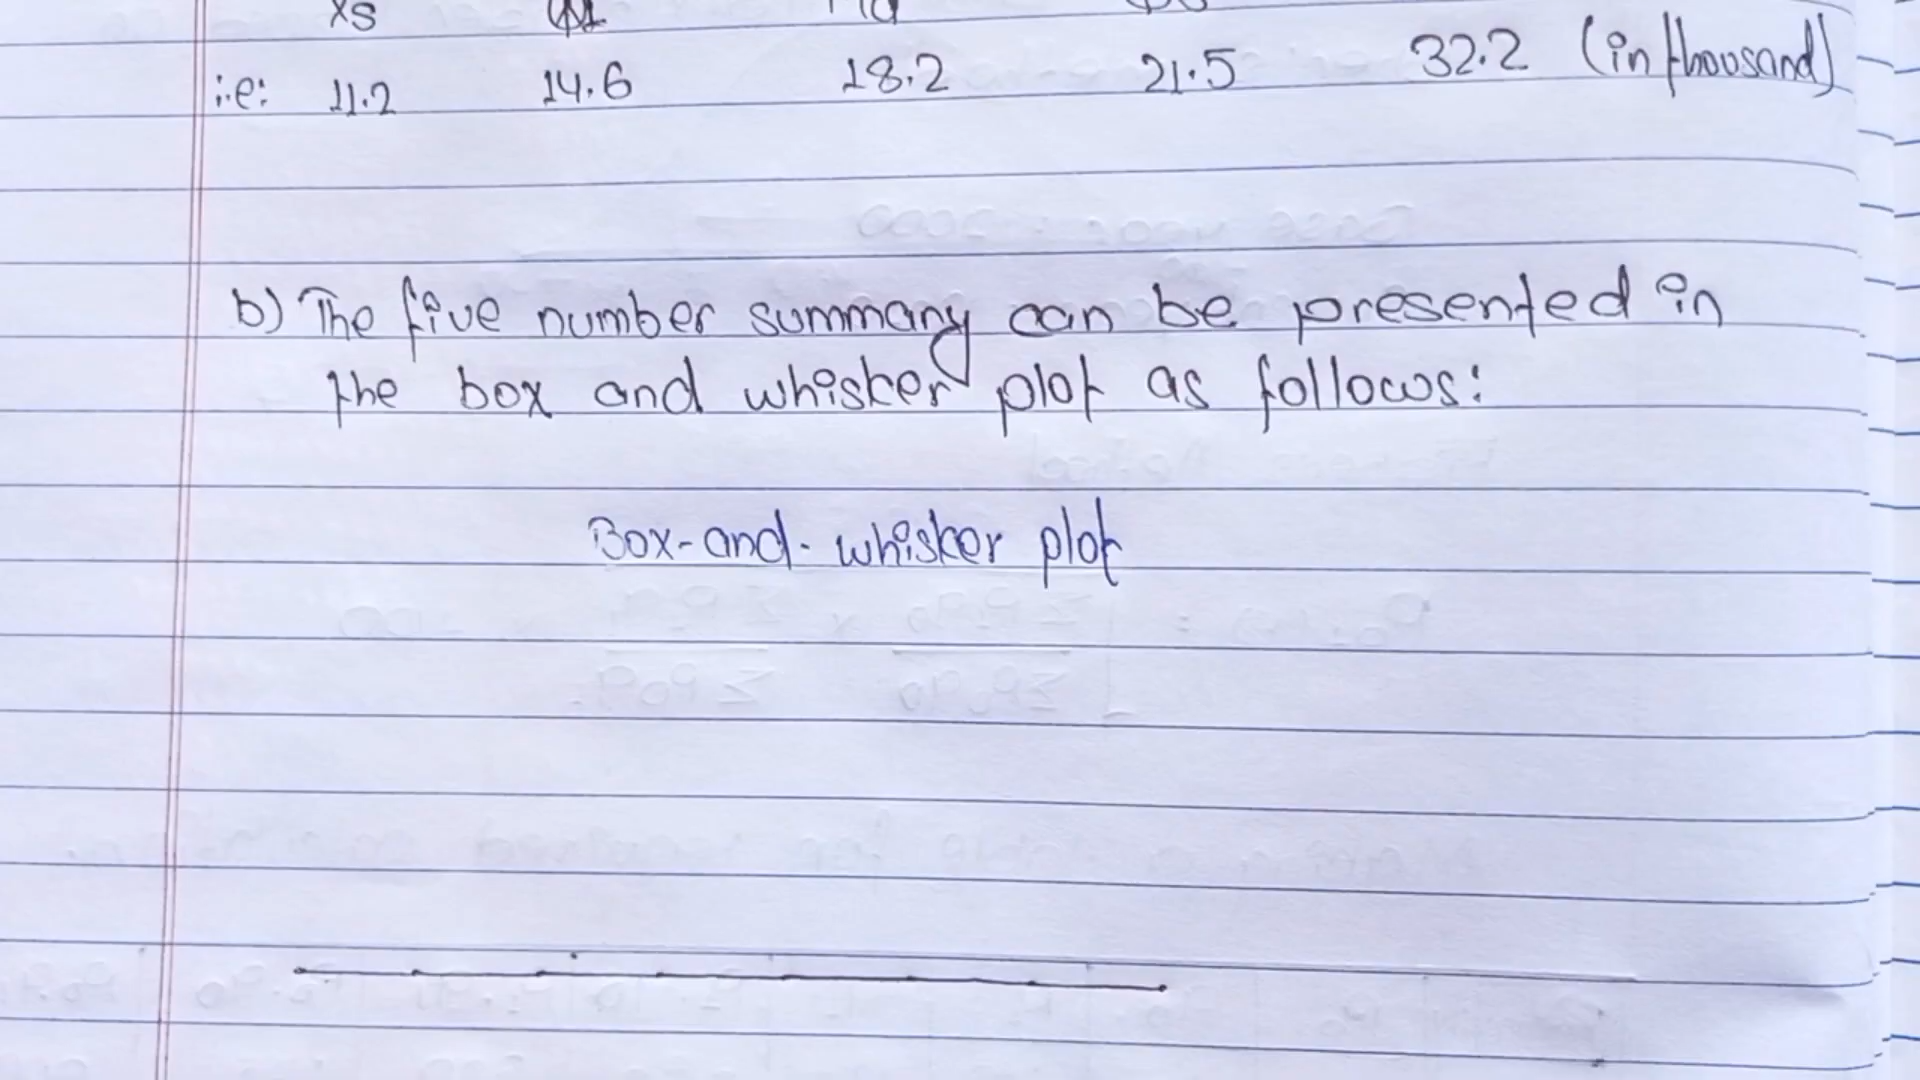 i.e: 11.2 14.6 18.2 21.5 32.2 (in thousand)
b) The five number summary can be presented in
the box and whisker plot as follows:
Box-and-whisker plot